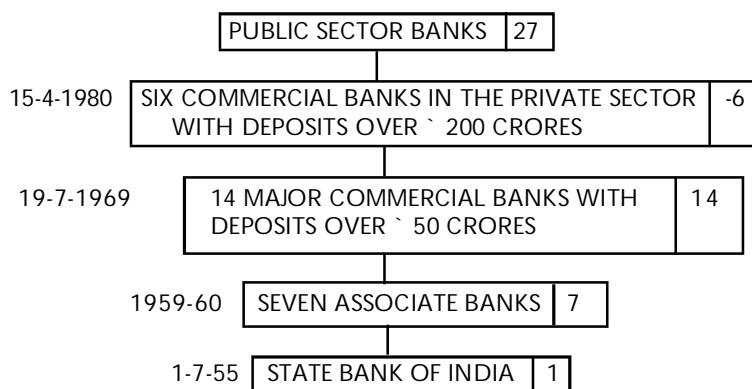 PUBLIC SECTOR BANKS 27
15-4-1980 SIX COMMERCIAL BANKS IN THE PRIVATE SECTOR -6
WITH DEPOSITS OVER ` 200 CRORES
19-7-1969 14 MAJOR COMMERCIAL BANKS WITH 14
DEPOSITS OVER ` 50 CRORES
1959-60 SEVEN ASSOCIATE BANKS 7
1-7-55 STATE BANK OF INDIA 1